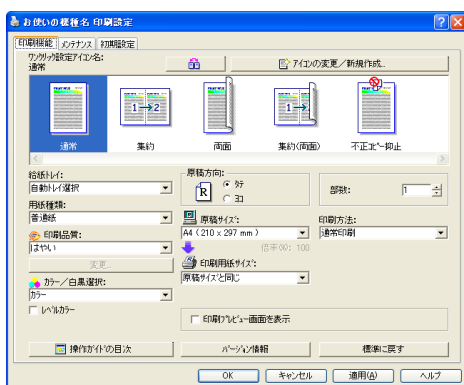 お使いの機種名 印刷設定
印刷機能 メンテナンス 初期設定
ワンクリック設定アイコン名:
通常
アイコンの変更/新規作成...
1→2
1→2
通常 集約 両面 集約(両面) 不正コピー抑止
給紙トレイ:
自動トレイ選択
原稿方向:
R
タテ
ヨコ
部数: 1
用紙種類:
普通紙
原稿サイズ:
A4 (210 x 297 mm)
印刷方法:
通常印刷
印刷品質:
はやい
倍率(%): 100
変更...
印刷用紙サイズ:
原稿サイズと同じ
カラー/白黒選択:
カラー
レベルカラー
印刷プレビュー画面を表示
操作ガイドの目次 バージョン情報 標準に戻す
OK キャンセル 適用(A) ヘルプ